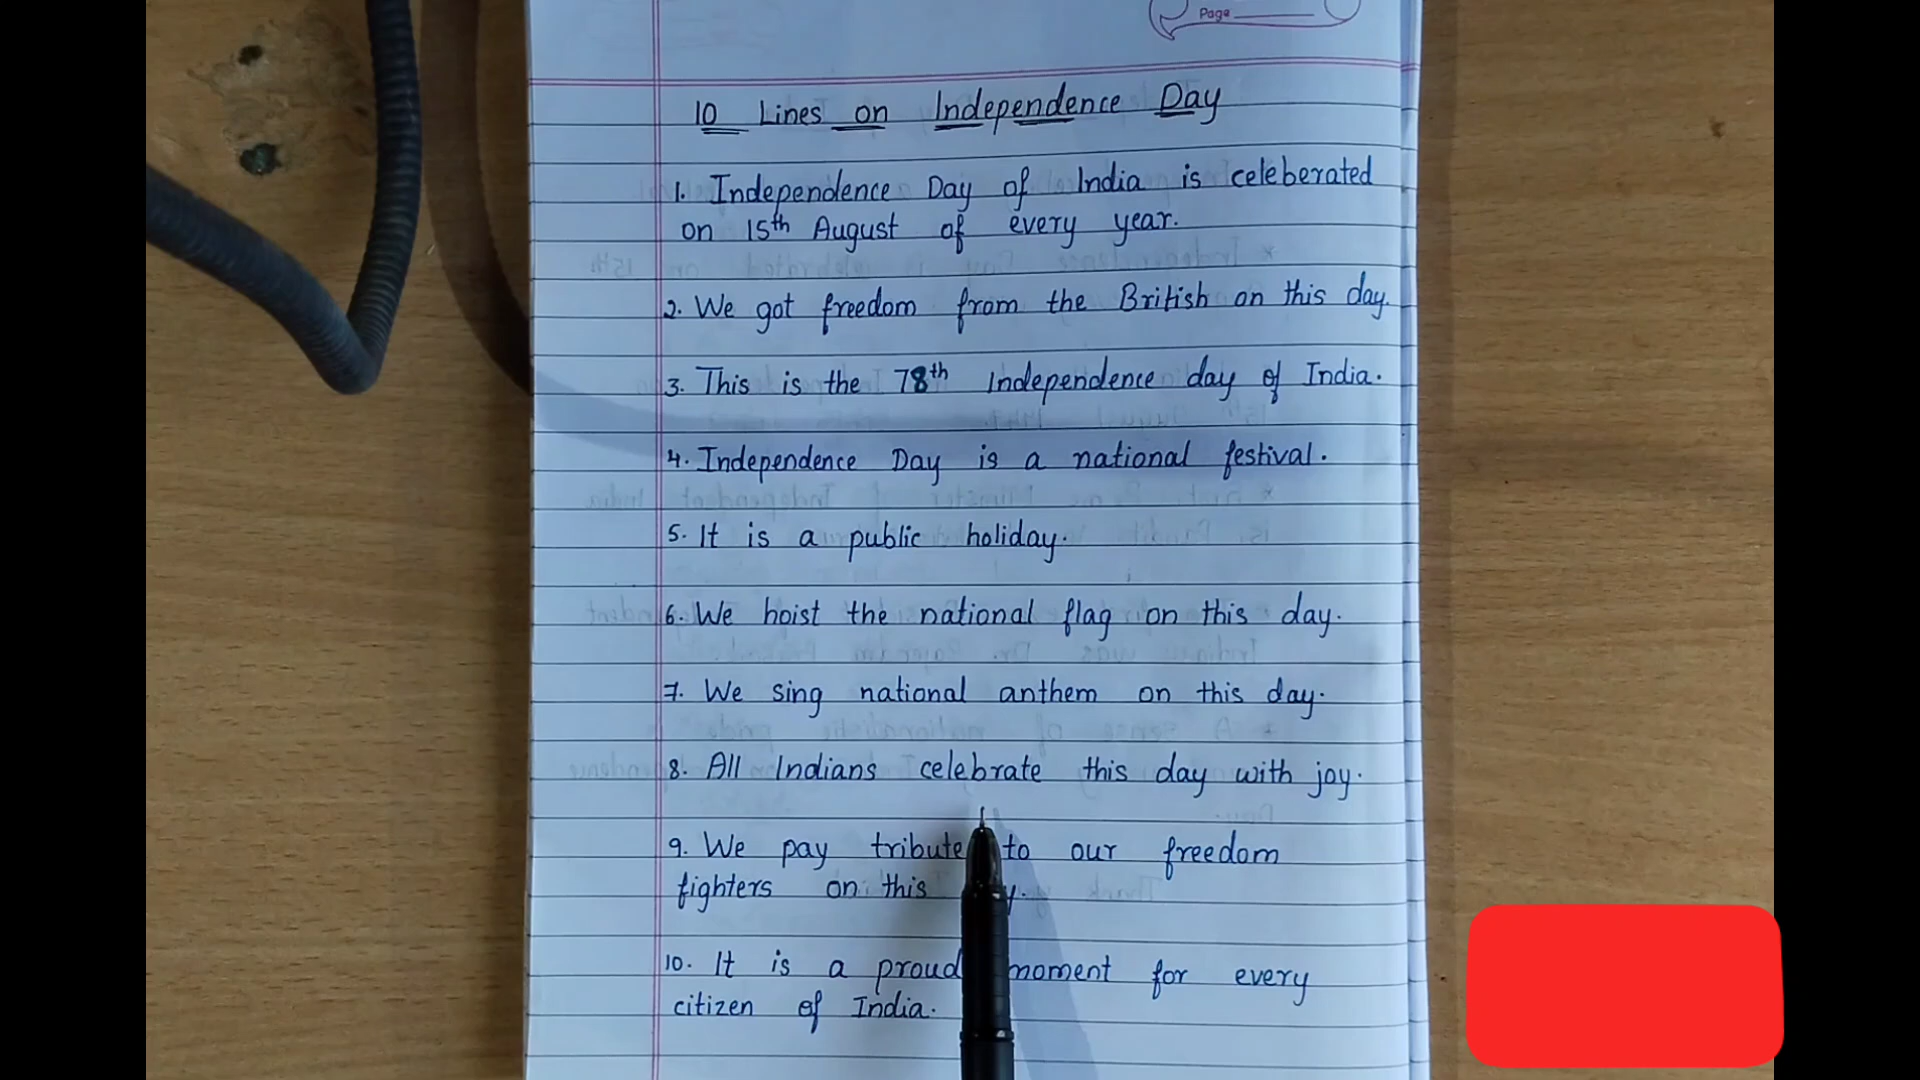 Page
10 Lines on Independence Day
1. Independence Day of India is celeberated
on 15th August of every year.
2. We got freedom from the British on this day.
3. This is the 78th Independence day of India.
4. Independence Day is a national festival.
5. It is a public holiday.
6. We hoist the national flag on this day.
7. We sing national anthem on this day.
8. All Indians celebrate this day with joy.
9. We pay tribute to our freedom
fighters on this
10. It is a proud moment for every
citizen of India.